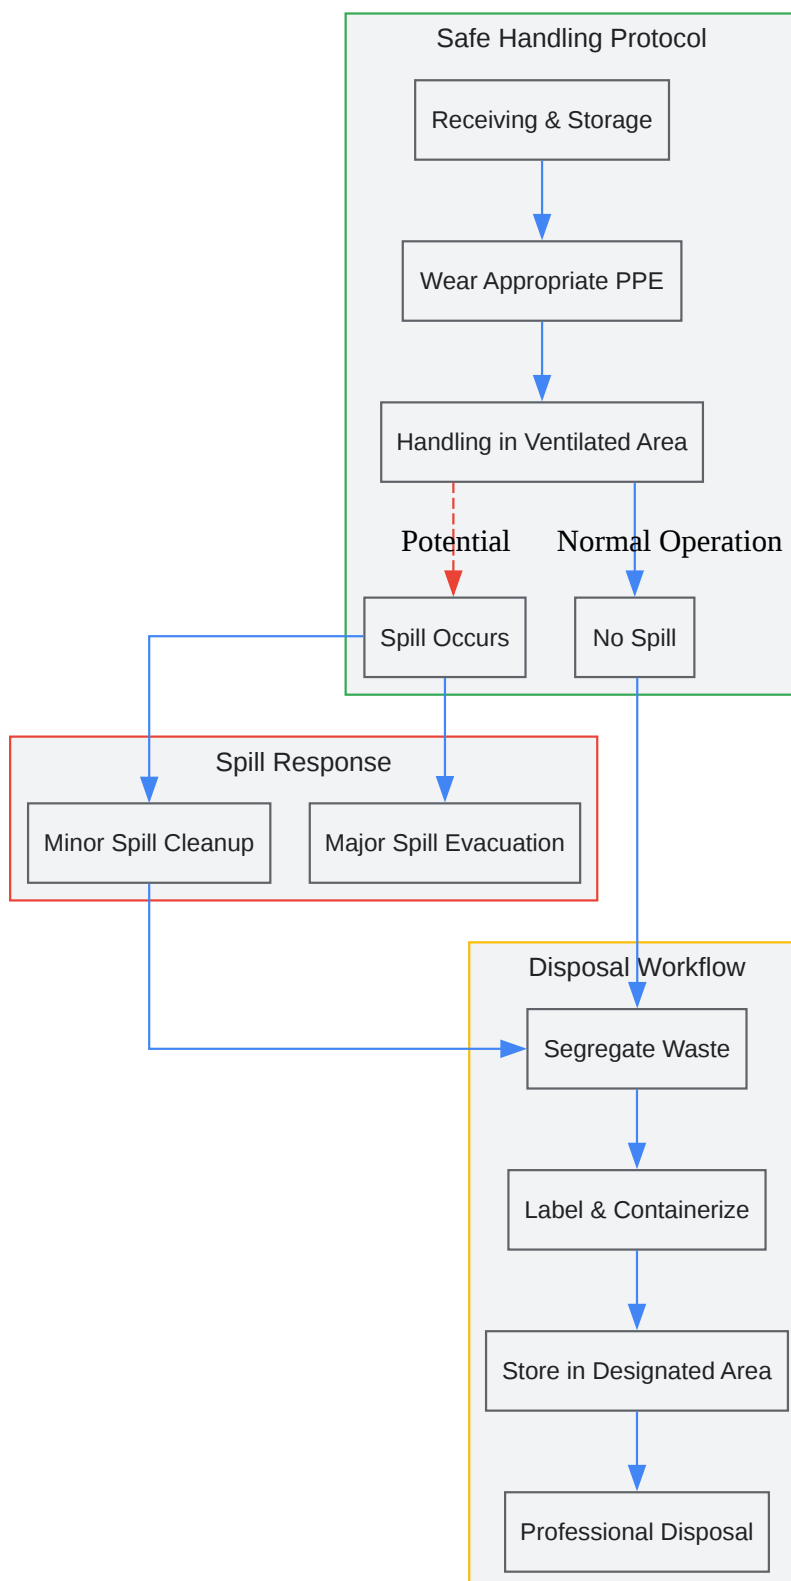 Safe Handling Protocol
Receiving & Storage
Wear Appropriate PPE
Handling in Ventilated Area
Potential
Normal Operation
Spill Occurs
No Spill
Spill Response
Minor Spill Cleanup
Major Spill Evacuation
Disposal Workflow
Segregate Waste
Label & Containerize
Store in Designated Area
Professional Disposal